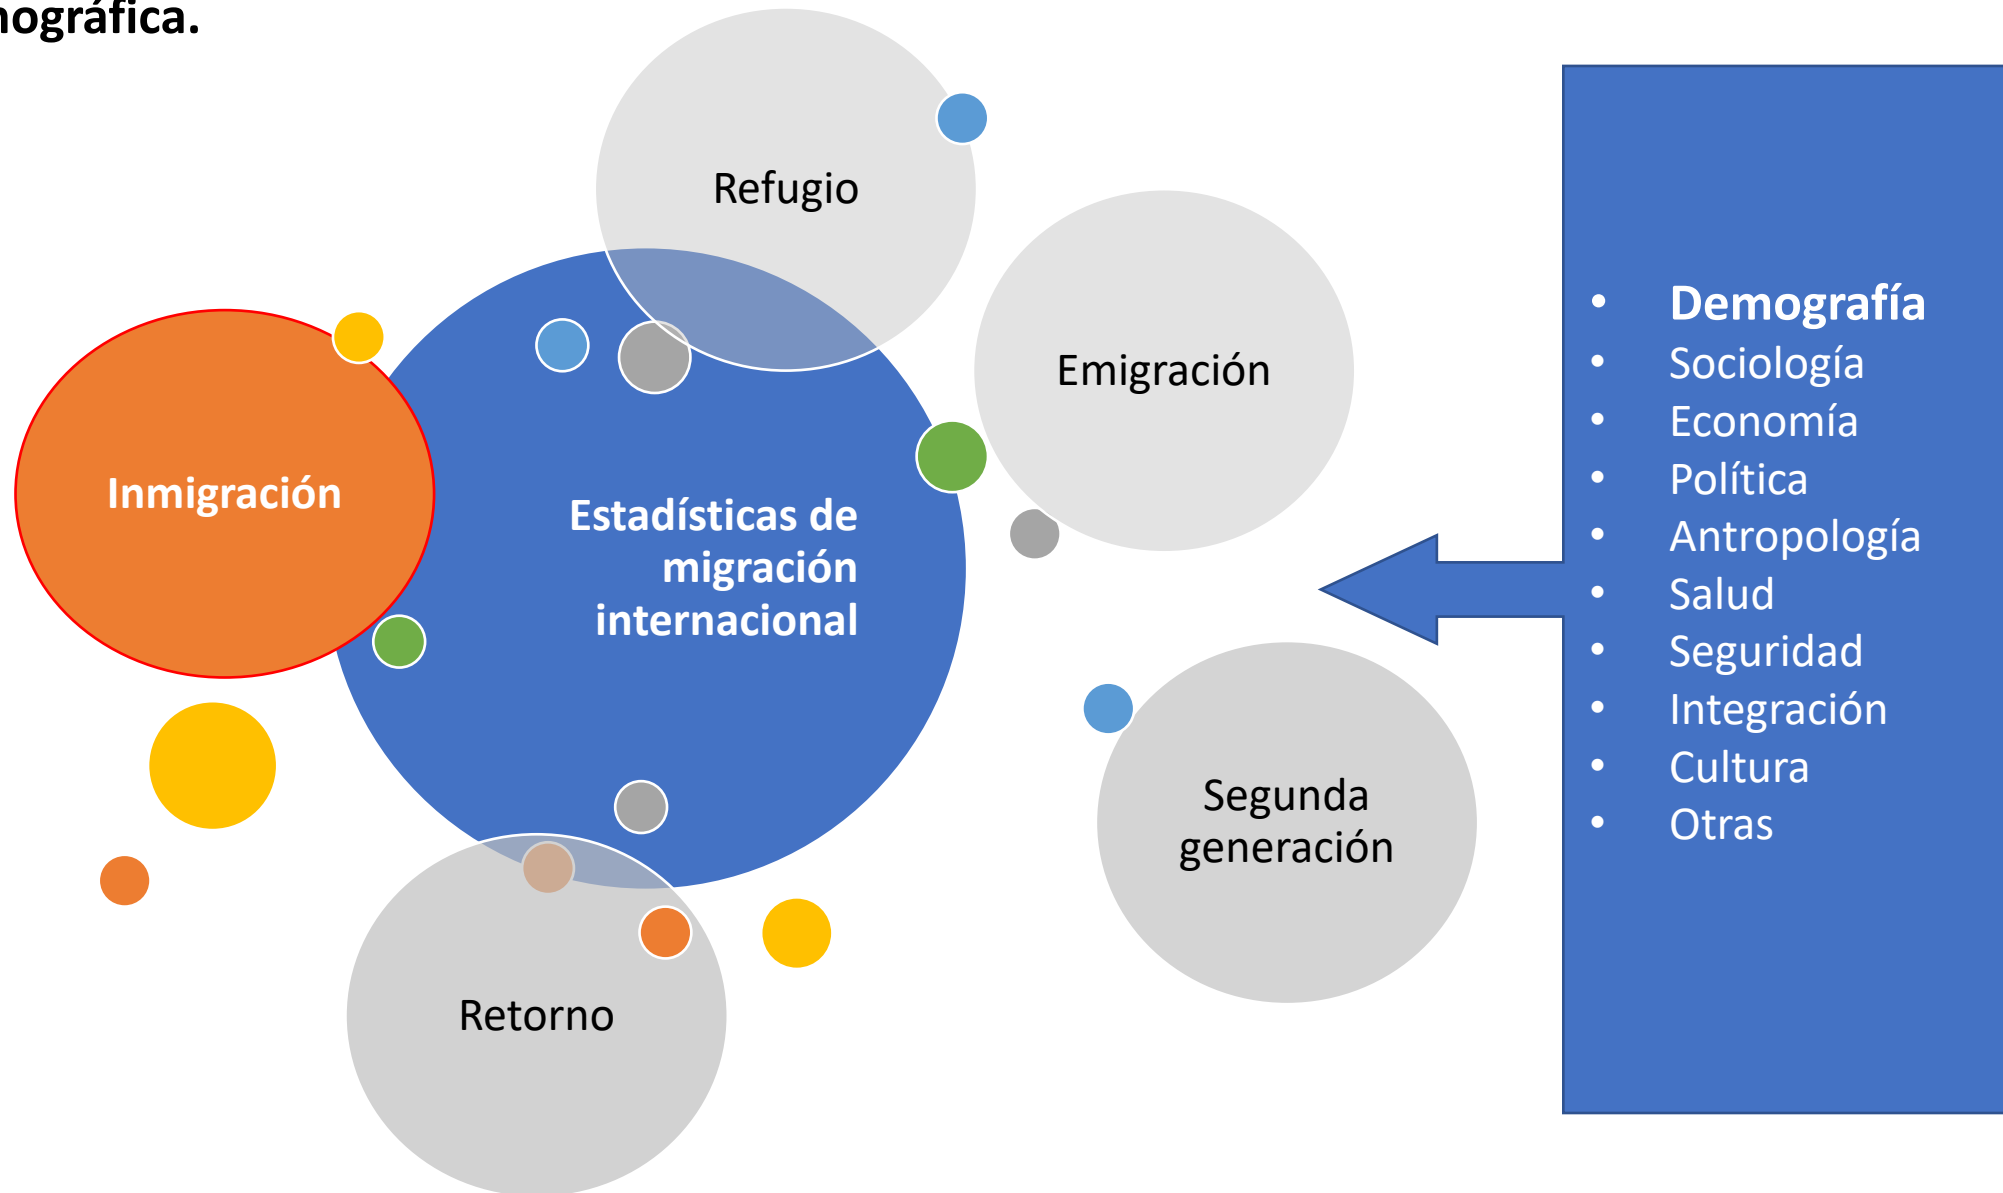 nográfica.
Refugio
Emigración
Inmigración
Estadísticas de
migración
internacional
Segunda
generación
Retorno
• Demografía
• Sociología
• Economía
• Política
• Antropología
• Salud
• Seguridad
• Integración
• Cultura
• Otras